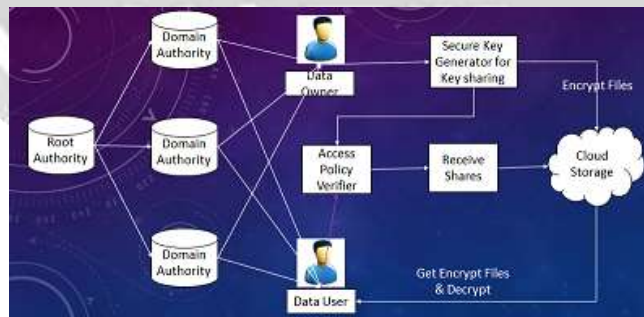 Domain
Authority
Data
Owner
Secure Key
Generator for
Key sharing
Encrypt Files
Root
Authority
Domain
Authority
Access
Policy
Verifier
Receive
Shares
Cloud
Storage
Domain
Authority
Data User
Get Encrypt Files
& Decrypt